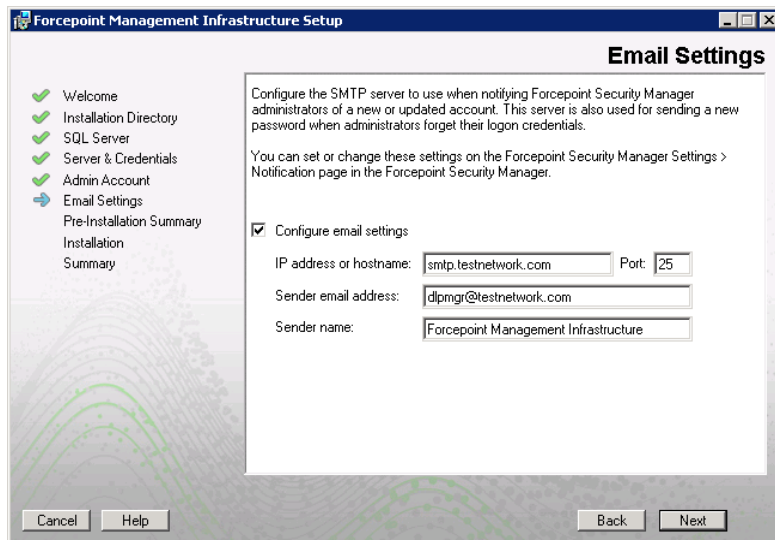 Forcepoint Management Infrastructure Setup
Email Settings
Welcome
Installation Directory
SQL Server
Server & Credentials
Admin Account
Email Settings
Pre-Installation Summary
Installation
Summary
Configure the SMTP server to use when notifying Forcepoint Security Manager
administrators of a new or updated account. This server is also used for sending a new
password when administrators forget their logon credentials.
You can set or change these settings on the Forcepoint Security Manager Settings >
Notification page in the Forcepoint Security Manager.
Configure email settings
IP address or hostname: smtp.testnetwork.com Port: 25
Sender email address: dlpmgr@testnetwork.com
Sender name: Forcepoint Management Infrastructure
Cancel Help Back Next